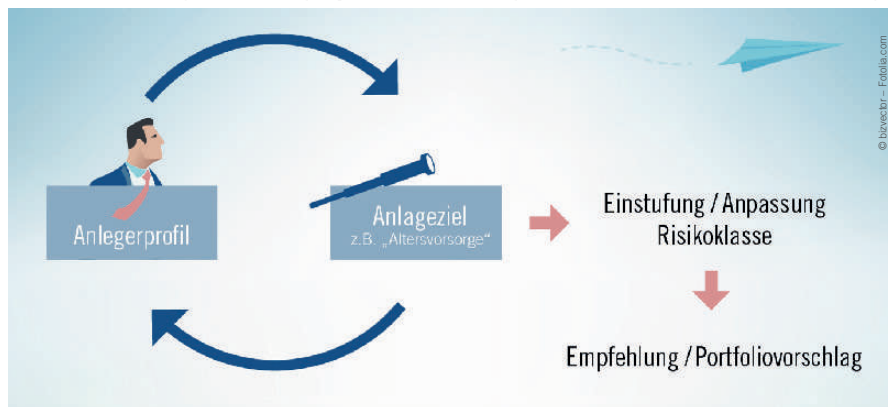 Anlegerprofil
Anlageziel
z.B. „Altersvorsorge“
Einstufung / Anpassung
Risikoklasse
Empfehlung / Portfoliovorschlag
© bizvector – Fotolia.com